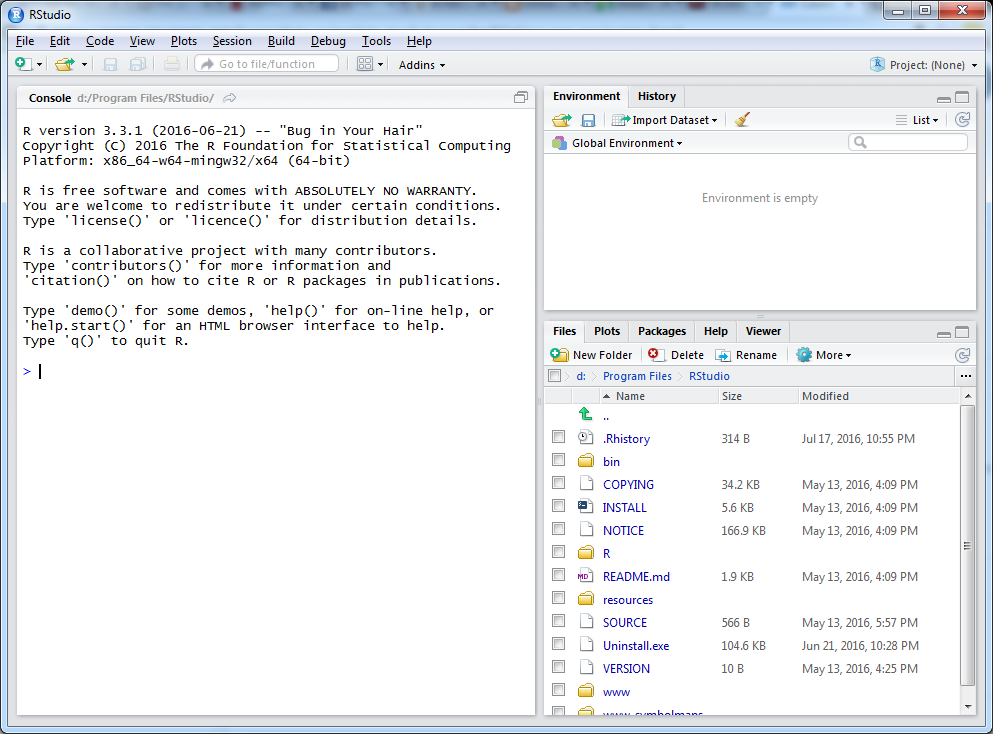 RStudio
File Edit Code View Plots Session Build Debug Tools Help
Go to file/function Addins Project: (None)
Console d:/Program Files/RStudio/
R version 3.3.1 (2016-06-21) -- "Bug in Your Hair"
Copyright (C) 2016 The R Foundation for Statistical Computing
Platform: x86_64-w64-mingw32/x64 (64-bit)
R is free software and comes with ABSOLUTELY NO WARRANTY.
You are welcome to redistribute it under certain conditions.
Type 'license()' or 'licence()' for distribution details.
R is a collaborative project with many contributors.
Type 'contributors()' for more information and
'citation()' on how to cite R or R packages in publications.
Type 'demo()' for some demos, 'help()' for on-line help, or
'help.start()' for an HTML browser interface to help.
Type 'q()' to quit R.
>
Environment History
Import Dataset List
Global Environment
Environment is empty
Files Plots Packages Help Viewer
New Folder Delete Rename More
d: Program Files RStudio ...
Name Size Modified
..
.Rhistory 314 B Jul 17, 2016, 10:55 PM
bin
COPYING 34.2 KB May 13, 2016, 4:09 PM
INSTALL 5.6 KB May 13, 2016, 4:09 PM
NOTICE 166.9 KB May 13, 2016, 4:09 PM
R
MD README.md 1.9 KB May 13, 2016, 4:09 PM
resources
SOURCE 566 B May 13, 2016, 5:57 PM
Uninstall.exe 104.6 KB Jun 21, 2016, 10:28 PM
VERSION 10 B May 13, 2016, 4:25 PM
www
www-symbolmaps